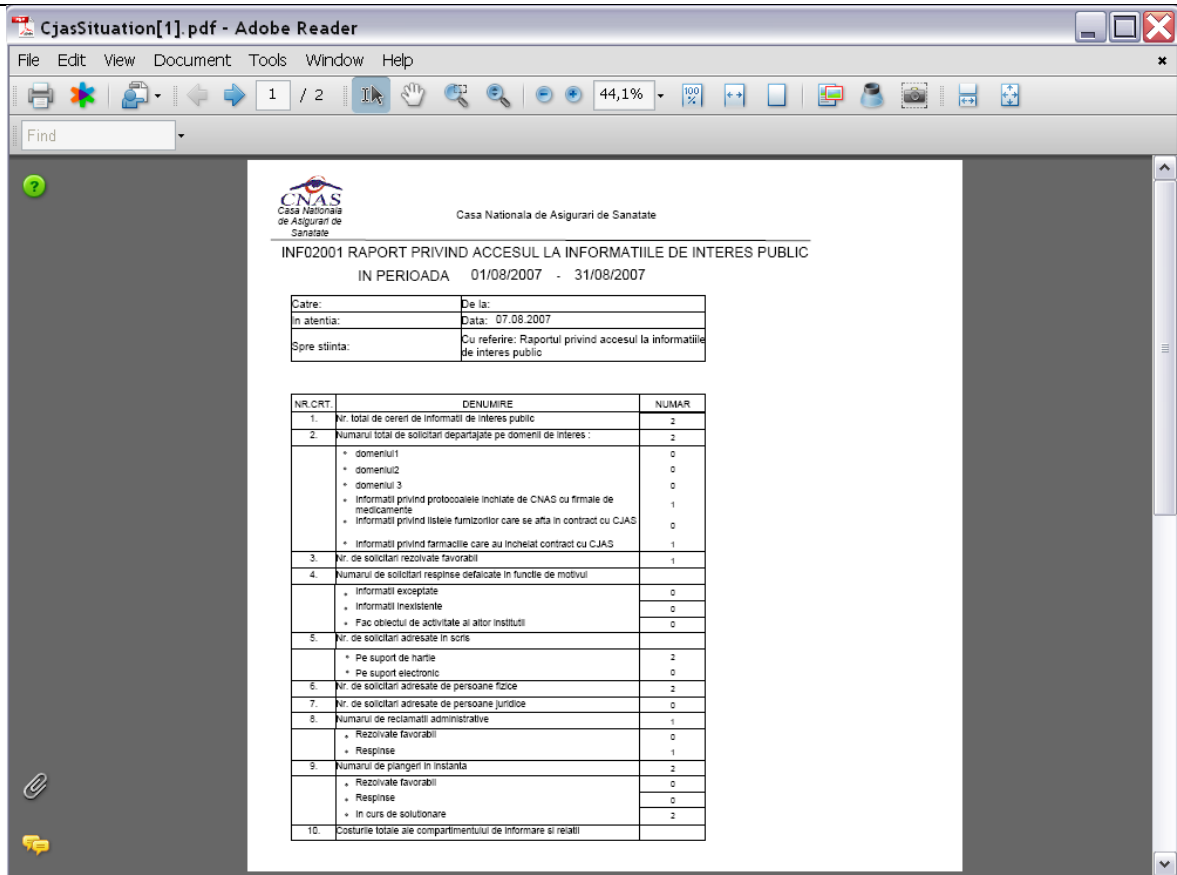 CjasSituation[1].pdf - Adobe Reader
File Edit View Document Tools Window Help
1 / 2 44,1%
Find
CNAS
Casa Nationala
de Asigurari de
Sanatate
Casa Nationala de Asigurari de Sanatate
INF02001 RAPORT PRIVIND ACCESUL LA INFORMATIILE DE INTERES PUBLIC
IN PERIOADA 01/08/2007 - 31/08/2007
Catre: De la:
In atentia: Data: 07.08.2007
Spre stiinta: Cu referire: Raportul privind accesul la informatiile
de interes public
NR.CRT. DENUMIRE NUMAR
1. Nr. total de cereri de informatii de interes public 2
2. Numarul total de solicitari departajate pe domenii de interes : 2
domeniul1 0
domeniul2 0
domeniul 3 0
Informatii privind protocoalele inchiate de CNAS cu firmale de
medicamente 1
Informatii privind listele furnizorilor care se afta in contract cu CJAS 0
Informatii privind farmaciile care au incheiat contract cu CJAS 1
3. Nr. de solicitari rezolvate favorabil 1
4. Numarul de solicitari respinse defalcate in functie de motivul
Informatii exceptate 0
Informatii inexistente 0
Fac obiectul de activitate al altor institutii 0
5. Nr. de solicitari adresate in scris
Pe suport de hartie 2
Pe suport electronic 0
6. Nr. de solicitari adresate de persoane fizice 2
7. Nr. de solicitari adresate de persoane juridice 0
8. Numarul de reclamatii administrative 1
Rezolvate favorabil 0
Respinse 1
9. Numarul de plangeri in instanta 2
Rezolvate favorabil 0
Respinse 0
In curs de solutionare 2
10. Costurile totale ale compartimentului de informare si relatii